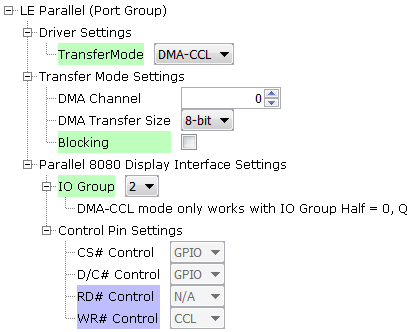 LE Parallel (Port Group)
Driver Settings
TransferMode DMA-CCL
Transfer Mode Settings
DMA Channel 0
DMA Transfer Size 8-bit
Blocking
Parallel 8080 Display Interface Settings
IO Group 2
DMA-CCL mode only works with IO Group Half = 0, Q
Control Pin Settings
CS# Control GPIO
D/C# Control GPIO
RD# Control N/A
WR# Control CCL